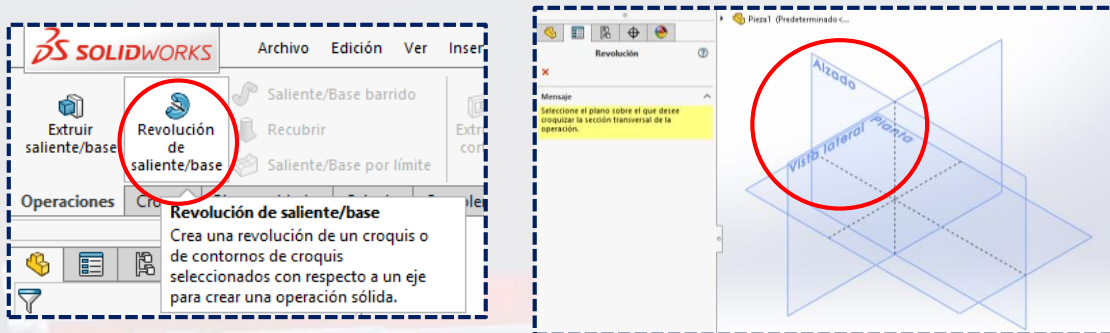 SOLIDWORKS
Archivo Edición Ver Inser
Extruir
saliente/base
Revolución
de
saliente/base
Saliente/Base barrido
Recubrir
Saliente/Base por límite
Extr
cor
Operaciones
Revolución de saliente/base
Crea una revolución de un croquis o
de contornos de croquis
seleccionados con respecto a un eje
para crear una operación sólida.
Pieza1 (Predeterminado <...
Revolución
Mensaje
Seleccione el plano sobre el que desee
croquizar la sección transversal de la
operación.
Alzado
Planta
Vista lateral